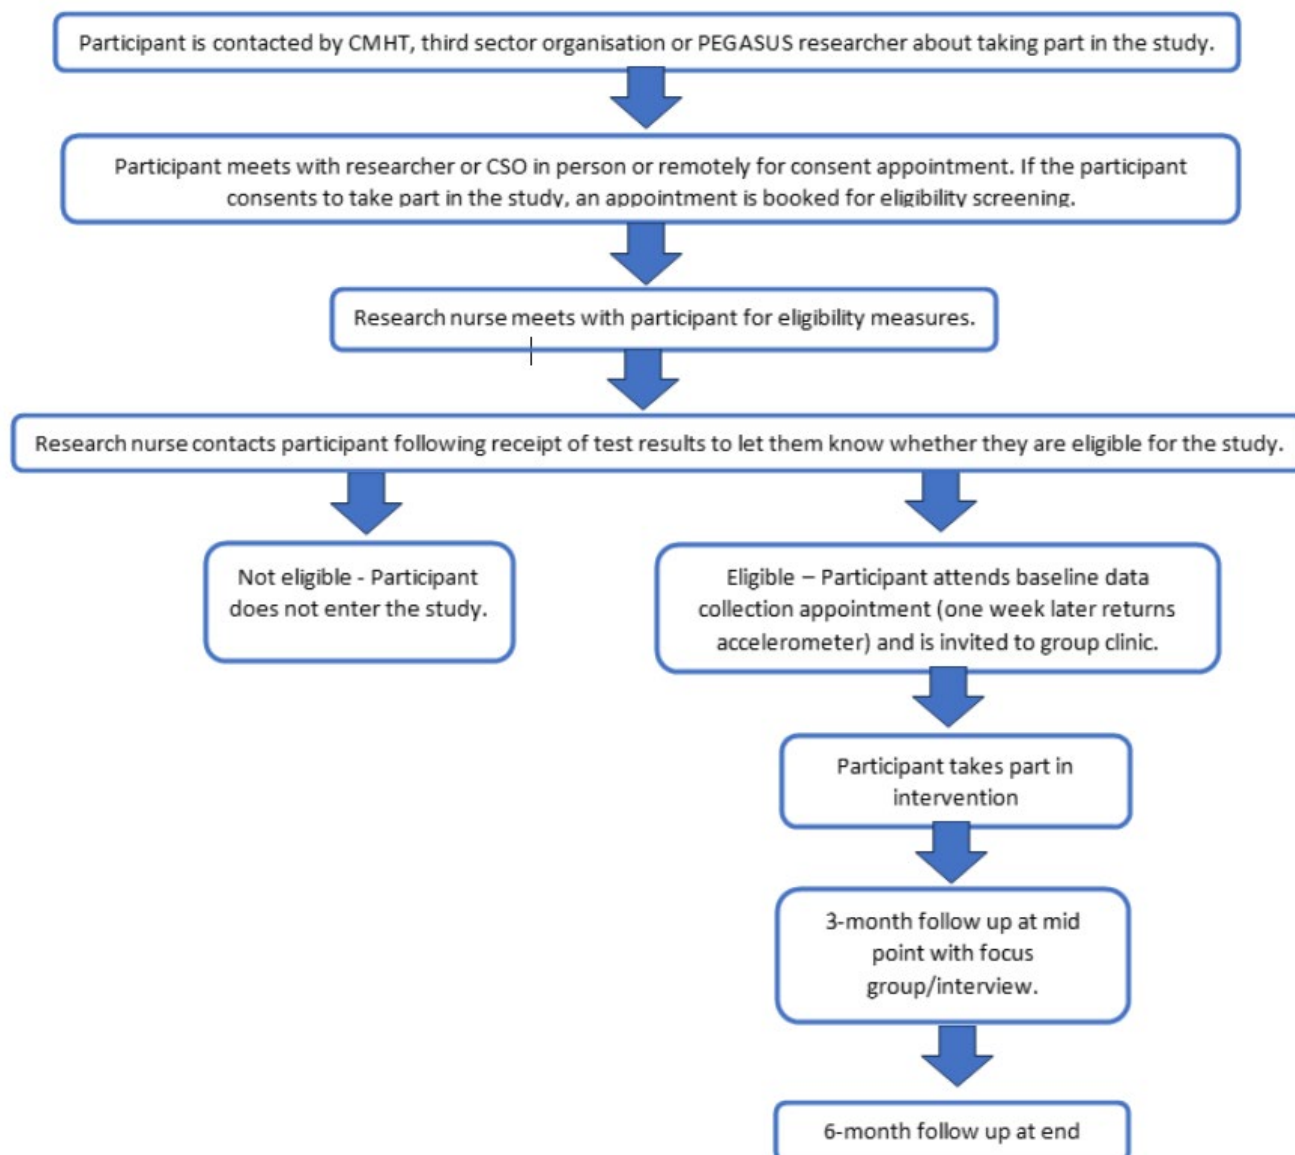 Participant is contacted by CMHT, third sector organisation or PEGASUS researcher about taking part in the study.
Participant meets with researcher or CSO in person or remotely for consent appointment. If the participant
consents to take part in the study, an appointment is booked for eligibility screening.
Research nurse meets with participant for eligibility measures.
Research nurse contacts participant following receipt of test results to let them know whether they are eligible for the study.
Not eligible - Participant
does not enter the study.
Eligible – Participant attends baseline data
collection appointment (one week later returns
accelerometer) and is invited to group clinic.
Participant takes part in
intervention
3-month follow up at mid
point with focus
group/interview.
6-month follow up at end